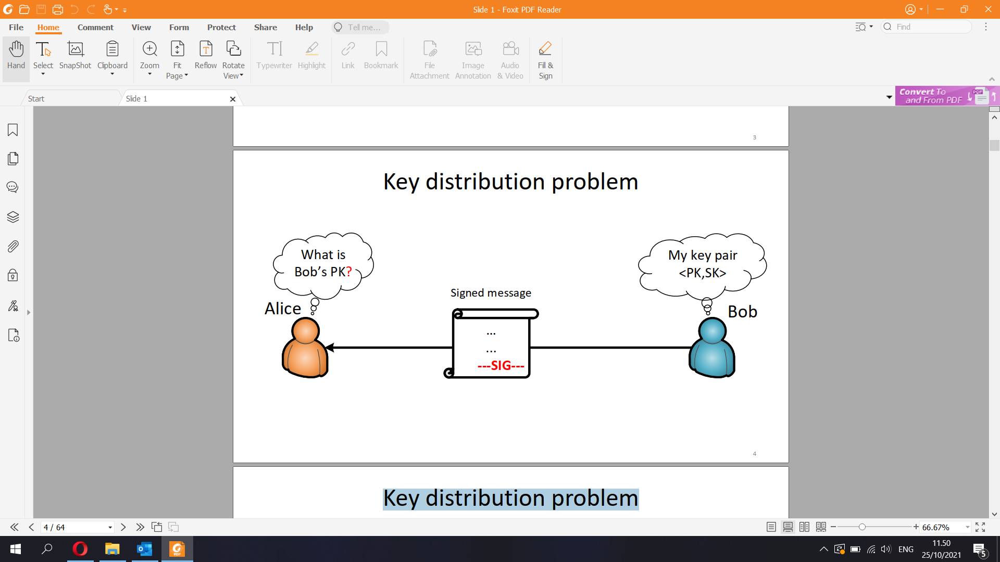 Slide 1 - Foxit PDF Reader
File Home Comment View Form Protect Share Help Tell me... Find
Hand Select SnapShot Clipboard Zoom Fit Page Reflow Rotate View Typewriter Highlight Link Bookmark File Attachment Image Annotation Audio & Video Fill & Sign
Start Slide 1 Convert To and From PDF PDF
3
Key distribution problem
What is
Bob's PK?
My key pair
<PK,SK>
Signed message
Alice
Bob
...
...
---SIG---
4
Key distribution problem
4 / 64 66.67%
ENG 11.50
25/10/2021 5